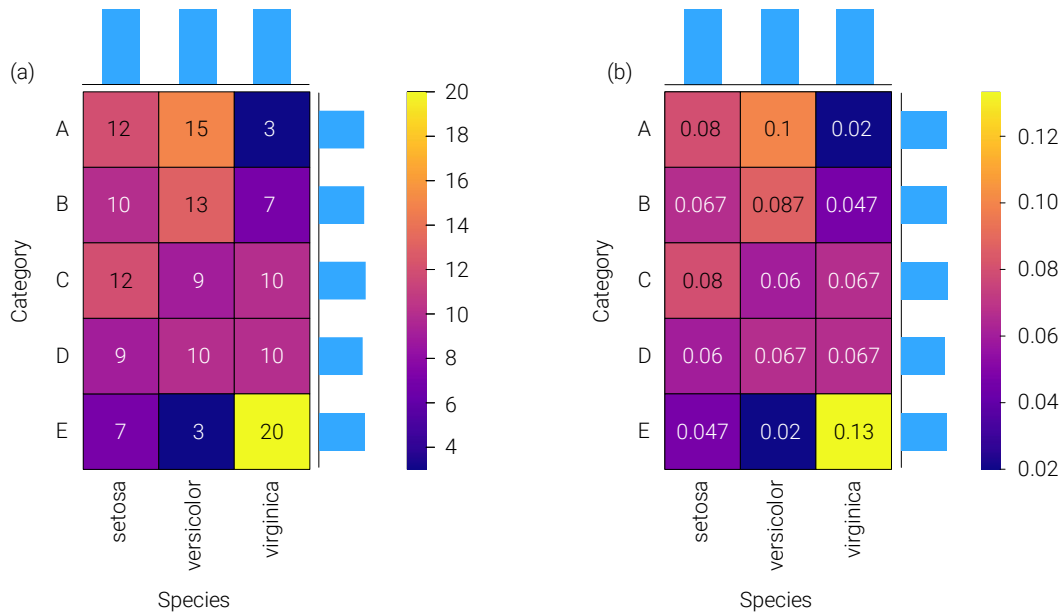 (a)
A 12 15 3
B 10 13 7
C 12 9 10
D 9 10 10
E 7 3 20
Category
setosa versicolor virginica
Species
20
18
16
14
12
10
8
6
4
(b)
A 0.08 0.1 0.02
B 0.067 0.087 0.047
C 0.08 0.06 0.067
D 0.06 0.067 0.067
E 0.047 0.02 0.13
Category
setosa versicolor virginica
Species
0.12
0.10
0.08
0.06
0.04
0.02